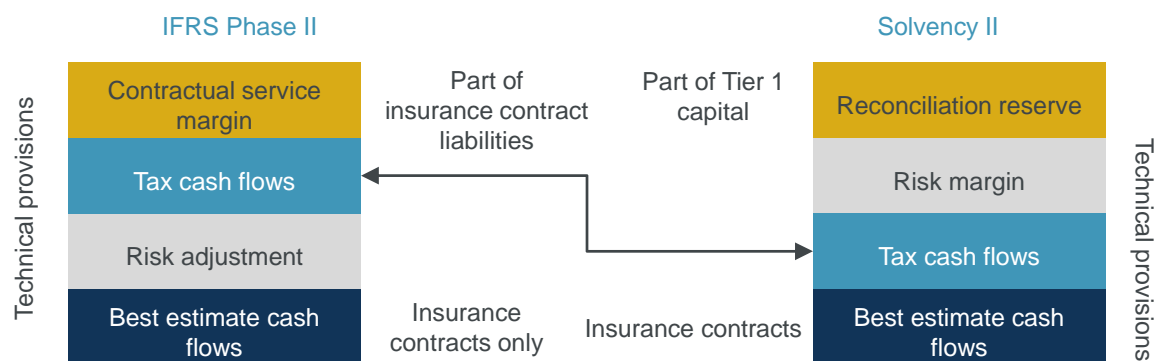 IFRS Phase II
Solvency II
Technical provisions
Contractual service
margin
Tax cash flows
Risk adjustment
Best estimate cash
flows
Part of
insurance contract
liabilities
Part of Tier 1
capital
Insurance
contracts only
Insurance contracts
Reconciliation reserve
Risk margin
Tax cash flows
Best estimate cash
flows
Technical provisions